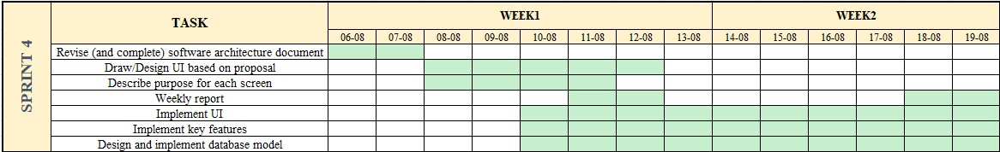 SPRINT 4
TASK
WEEK1
WEEK2
06-08 07-08 08-08 09-08 10-08 11-08 12-08 13-08 14-08 15-08 16-08 17-08 18-08 19-08
Revise (and complete) software architecture document
Draw/Design UI based on proposal
Describe purpose for each screen
Weekly report
Implement UI
Implement key features
Design and implement database model